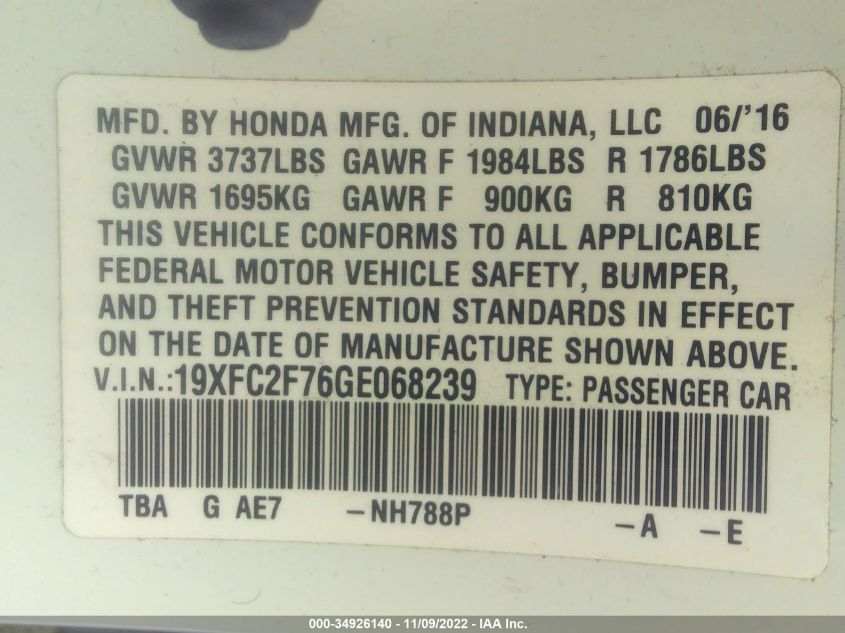 MFD. BY HONDA MFG. OF INDIANA, LLC 06/'16
GVWR 3737LBS GAWR F 1984LBS R 1786LBS
GVWR 1695KG GAWR F 900KG R 810KG
THIS VEHICLE CONFORMS TO ALL APPLICABLE
FEDERAL MOTOR VEHICLE SAFETY, BUMPER,
AND THEFT PREVENTION STANDARDS IN EFFECT
ON THE DATE OF MANUFACTURE SHOWN ABOVE.
V.I.N.:19XFC2F76GE068239 TYPE: PASSENGER CAR
TBA G AE7 -NH788P -A -E
000-34926140 - 11/09/2022 - IAA Inc.